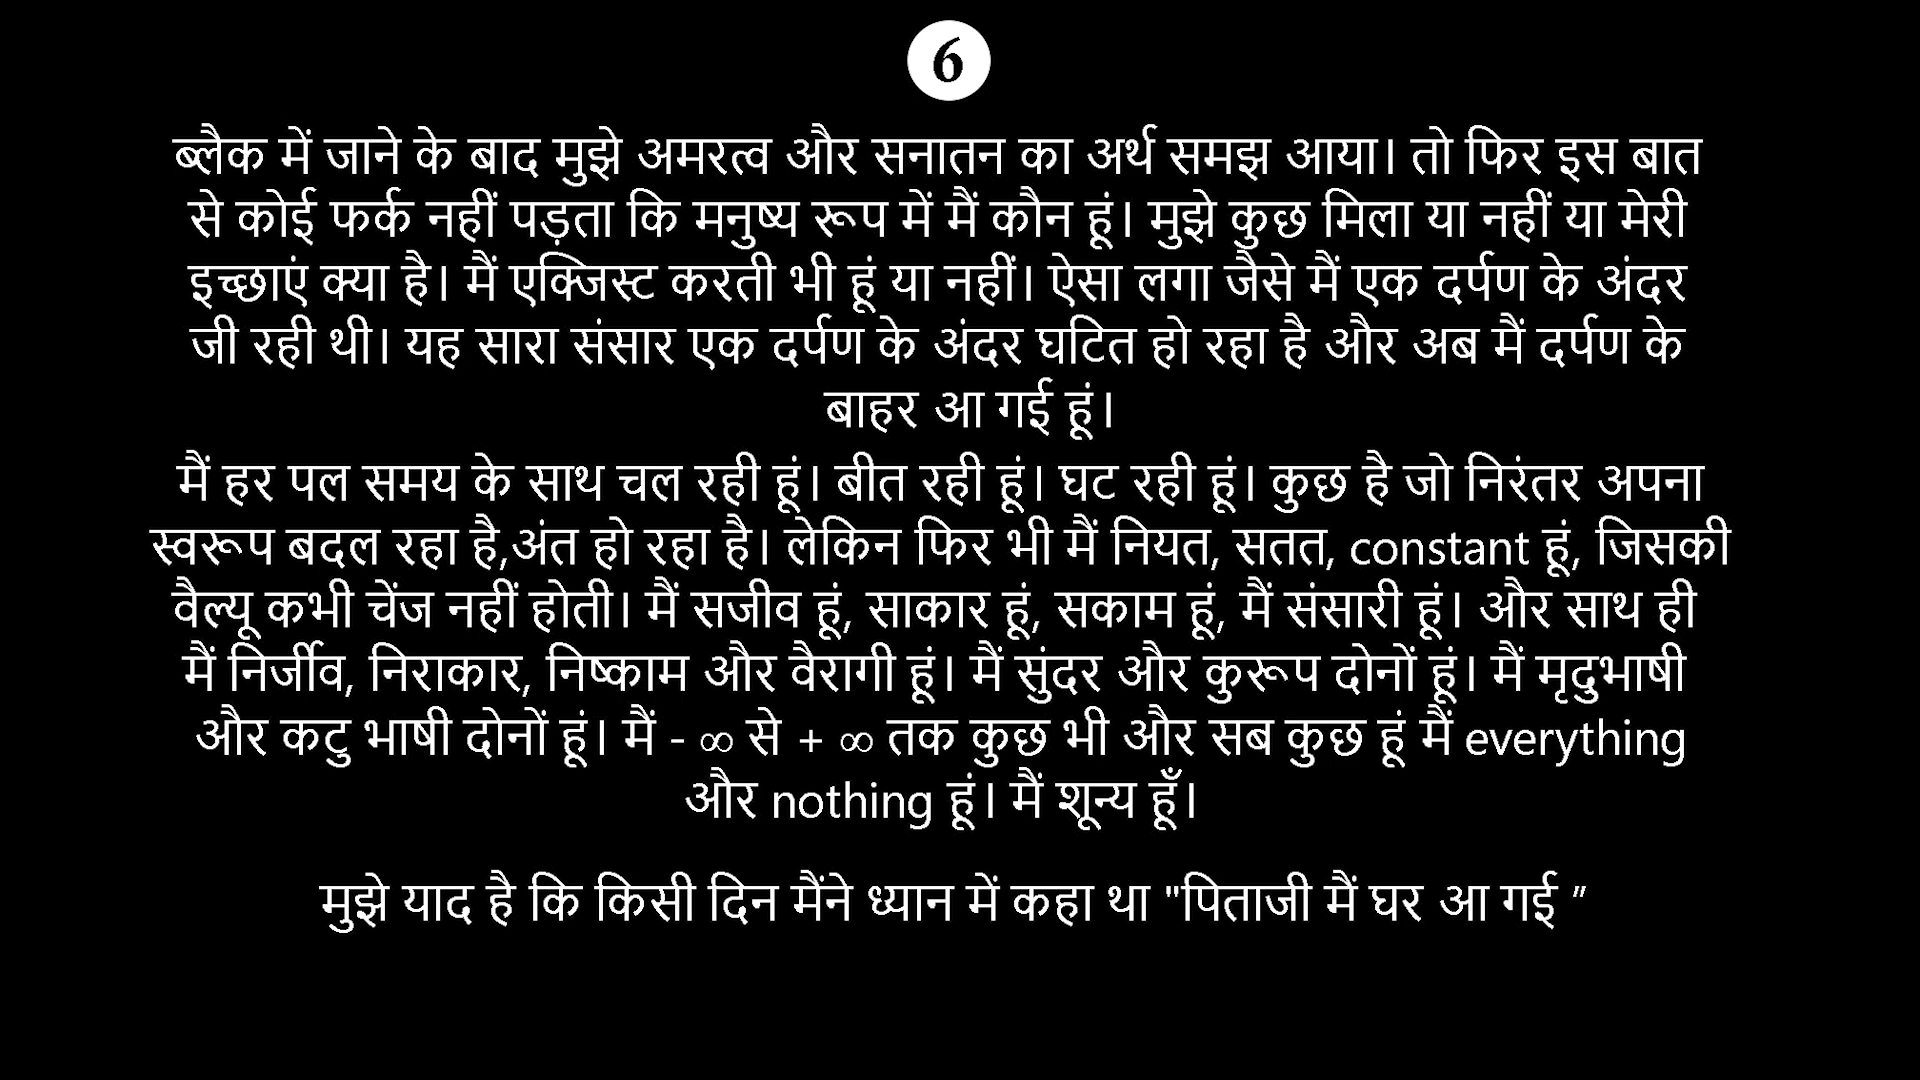 6
ब्लैक में जाने के बाद मुझे अमरत्व और सनातन का अर्थ समझ आया। तो फिर इस बात
से कोई फर्क नहीं पड़ता कि मनुष्य रूप में मैं कौन हूं। मुझे कुछ मिला या नहीं या मेरी
इच्छाएं क्या है। मैं एक्जिस्ट करती भी हूं या नहीं। ऐसा लगा जैसे मैं एक दर्पण के अंदर
जी रही थी। यह सारा संसार एक दर्पण के अंदर घटित हो रहा है और अब मैं दर्पण के
बाहर आ गई हूं।
मैं हर पल समय के साथ चल रही हूं। बीत रही हूं। घट रही हूं। कुछ है जो निरंतर अपना
स्वरूप बदल रहा है,अंत हो रहा है। लेकिन फिर भी मैं नियत, सतत, constant हूं, जिसकी
वैल्यू कभी चेंज नहीं होती। मैं सजीव हूं, साकार हूं, सकाम हूं, मैं संसारी हूं। और साथ ही
मैं निर्जीव, निराकार, निष्काम और वैरागी हूं। मैं सुंदर और कुरूप दोनों हूं। मैं मृदुभाषी
और कटु भाषी दोनों हूं। मैं - ∞ से + ∞ तक कुछ भी और सब कुछ हूं मैं everything
और nothing हूं। मैं शून्य हूँ।
मुझे याद है कि किसी दिन मैंने ध्यान में कहा था "पिताजी मैं घर आ गई ”